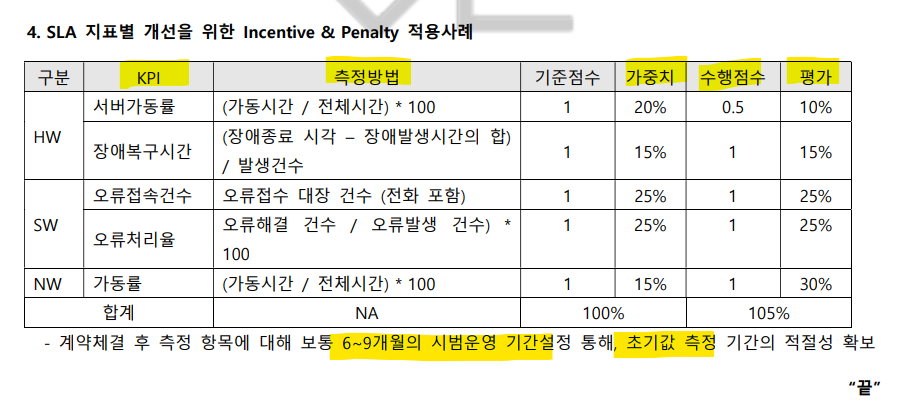 4. SLA 지표별 개선을 위한 Incentive & Penalty 적용사례
구분 KPI 측정방법 기준점수 가중치 수행점수 평가
HW 서버가동률 (가동시간 / 전체시간) * 100 1 20% 0.5 10%
장애복구시간 (장애종료 시각 – 장애발생시간의 합)
/ 발생건수 1 15% 1 15%
SW 오류접속건수 오류접수 대장 건수 (전화 포함) 1 25% 1 25%
오류처리율 오류해결 건수 / 오류발생 건수) *
100 1 25% 1 25%
NW 가동률 (가동시간 / 전체시간) * 100 1 15% 1 30%
합계 NA 100% 105%
- 계약체결 후 측정 항목에 대해 보통 6~9개월의 시범운영 기간설정 통해, 초기값 측정 기간의 적절성 확보
“끝”